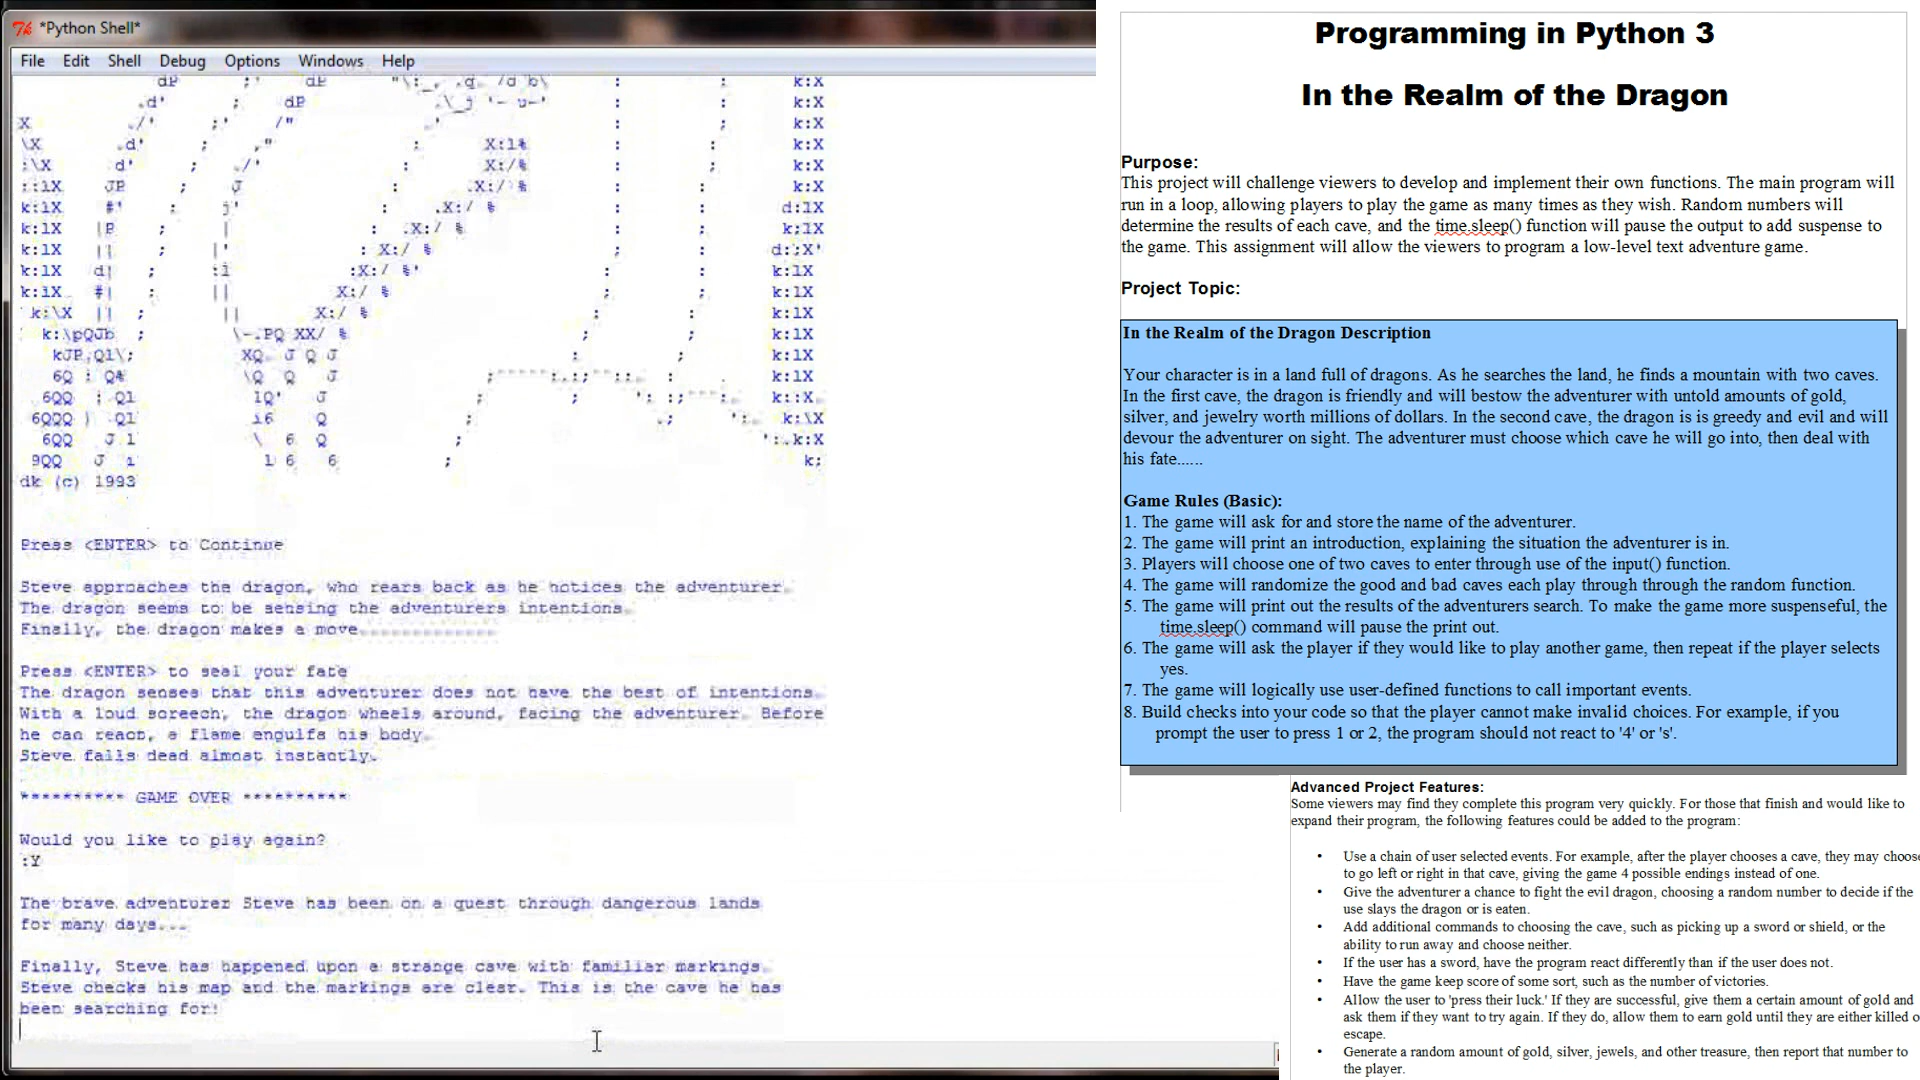 *Python Shell*
File Edit Shell Debug Options Windows Help
dk (c) 1993
Press <ENTER> to Continue
Steve approaches the dragon, who rears back as he notices the adventurer.
The dragon seems to be sensing the adventurers intentions.
Finally, the dragon makes a move.............
Press <ENTER> to seal your fate
The dragon senses that this adventurer does not have the best of intentions.
With a loud screech, the dragon wheels around, facing the adventurer. Before
he can react, a flame engulfs his body.
Steve falls dead almost instactly.
********** GAME OVER **********
Would you like to play again?
:Y
The brave adventurer Steve has been on a quest through dangerous lands
for many days...
Finally, Steve has happened upon a strange cave with familiar markings.
Steve checks his map and the markings are clear. This is the cave he has
been searching for!
Programming in Python 3
In the Realm of the Dragon
Purpose:
This project will challenge viewers to develop and implement their own functions. The main program will
run in a loop, allowing players to play the game as many times as they wish. Random numbers will
determine the results of each cave, and the time.sleep() function will pause the output to add suspense to
the game. This assignment will allow the viewers to program a low-level text adventure game.
Project Topic:
In the Realm of the Dragon Description
Your character is in a land full of dragons. As he searches the land, he finds a mountain with two caves.
In the first cave, the dragon is friendly and will bestow the adventurer with untold amounts of gold,
silver, and jewelry worth millions of dollars. In the second cave, the dragon is is greedy and evil and will
devour the adventurer on sight. The adventurer must choose which cave he will go into, then deal with
his fate......
Game Rules (Basic):
1. The game will ask for and store the name of the adventurer.
2. The game will print an introduction, explaining the situation the adventurer is in.
3. Players will choose one of two caves to enter through use of the input() function.
4. The game will randomize the good and bad caves each play through through the random function.
5. The game will print out the results of the adventurers search. To make the game more suspenseful, the
time.sleep() command will pause the print out.
6. The game will ask the player if they would like to play another game, then repeat if the player selects
yes.
7. The game will logically use user-defined functions to call important events.
8. Build checks into your code so that the player cannot make invalid choices. For example, if you
prompt the user to press 1 or 2, the program should not react to '4' or 's'.
Advanced Project Features:
Some viewers may find they complete this program very quickly. For those that finish and would like to
expand their program, the following features could be added to the program:
• Use a chain of user selected events. For example, after the player chooses a cave, they may choose
to go left or right in that cave, giving the game 4 possible endings instead of one.
• Give the adventurer a chance to fight the evil dragon, choosing a random number to decide if the
use slays the dragon or is eaten.
• Add additional commands to choosing the cave, such as picking up a sword or shield, or the
ability to run away and choose neither.
• If the user has a sword, have the program react differently than if the user does not.
• Have the game keep score of some sort, such as the number of victories.
• Allow the user to 'press their luck.' If they are successful, give them a certain amount of gold and
ask them if they want to try again. If they do, allow them to earn gold until they are either killed o
escape.
• Generate a random amount of gold, silver, jewels, and other treasure, then report that number to
the player.